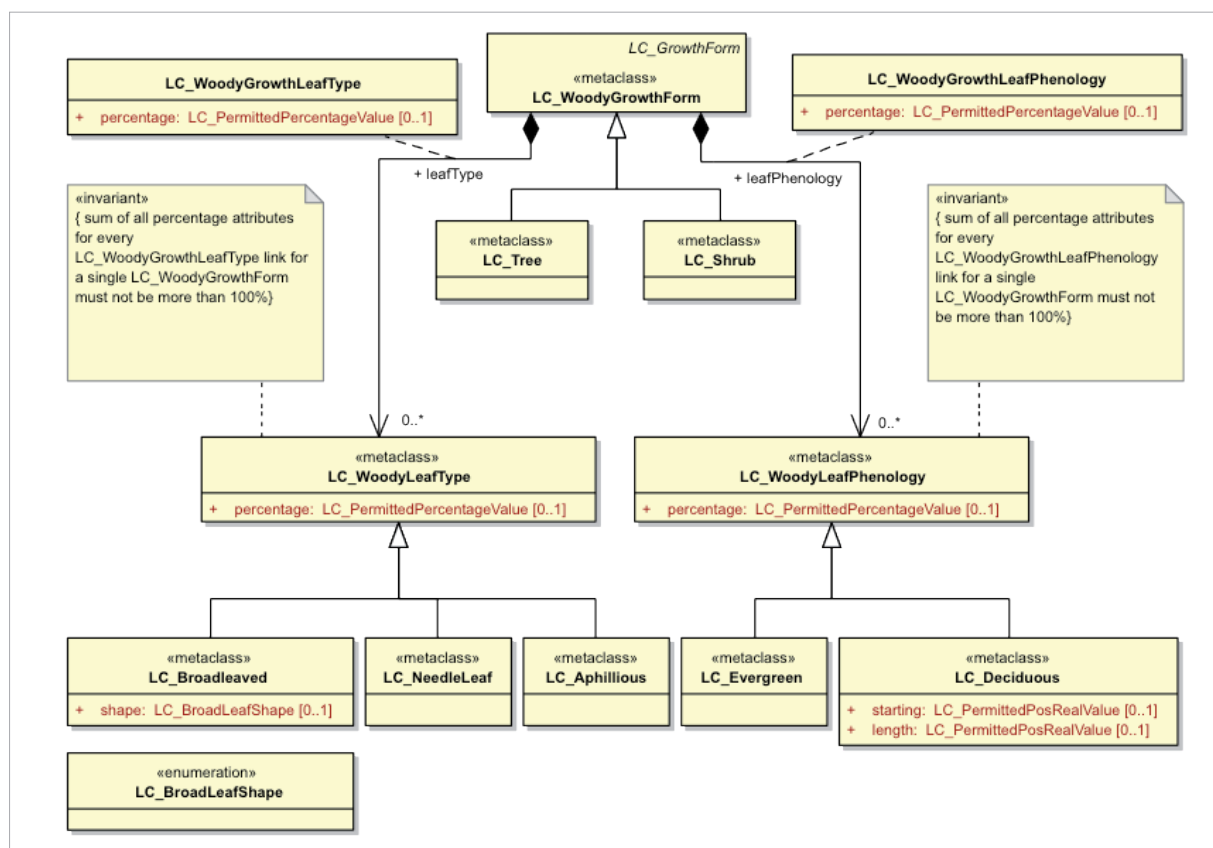 LC_GrowthForm
«metaclass»
LC_WoodyGrowthForm
LC_WoodyGrowthLeafType
+ percentage: LC_PermittedPercentageValue [0..1]
LC_WoodyGrowthLeafPhenology
+ percentage: LC_PermittedPercentageValue [0..1]
+ leafType
+ leafPhenology
«invariant»
{ sum of all percentage attributes
for every
LC_WoodyGrowthLeafType link for
a single LC_WoodyGrowthForm
must not be more than 100%}
«metaclass»
LC_Tree
«metaclass»
LC_Shrub
«invariant»
{ sum of all percentage attributes
for every
LC_WoodyGrowthLeafPhenology
link for a single
LC_WoodyGrowthForm must not
be more than 100%}
0..*
0..*
«metaclass»
LC_WoodyLeafType
+ percentage: LC_PermittedPercentageValue [0..1]
«metaclass»
LC_WoodyLeafPhenology
+ percentage: LC_PermittedPercentageValue [0..1]
«metaclass»
LC_Broadleaved
+ shape: LC_BroadLeafShape [0..1]
«metaclass»
LC_NeedleLeaf
«metaclass»
LC_Aphillious
«metaclass»
LC_Evergreen
«metaclass»
LC_Deciduous
+ starting: LC_PermittedPosRealValue [0..1]
+ length: LC_PermittedPosRealValue [0..1]
«enumeration»
LC_BroadLeafShape